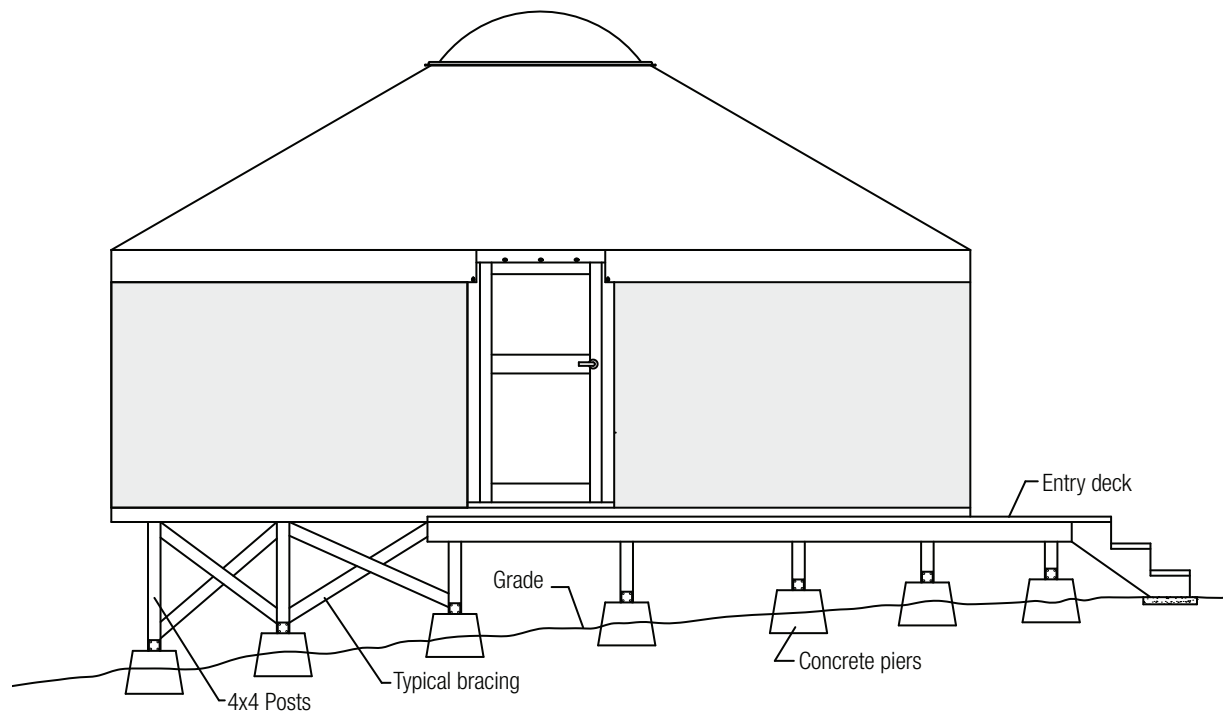 Entry deck
Grade
Concrete piers
Typical bracing
4x4 Posts